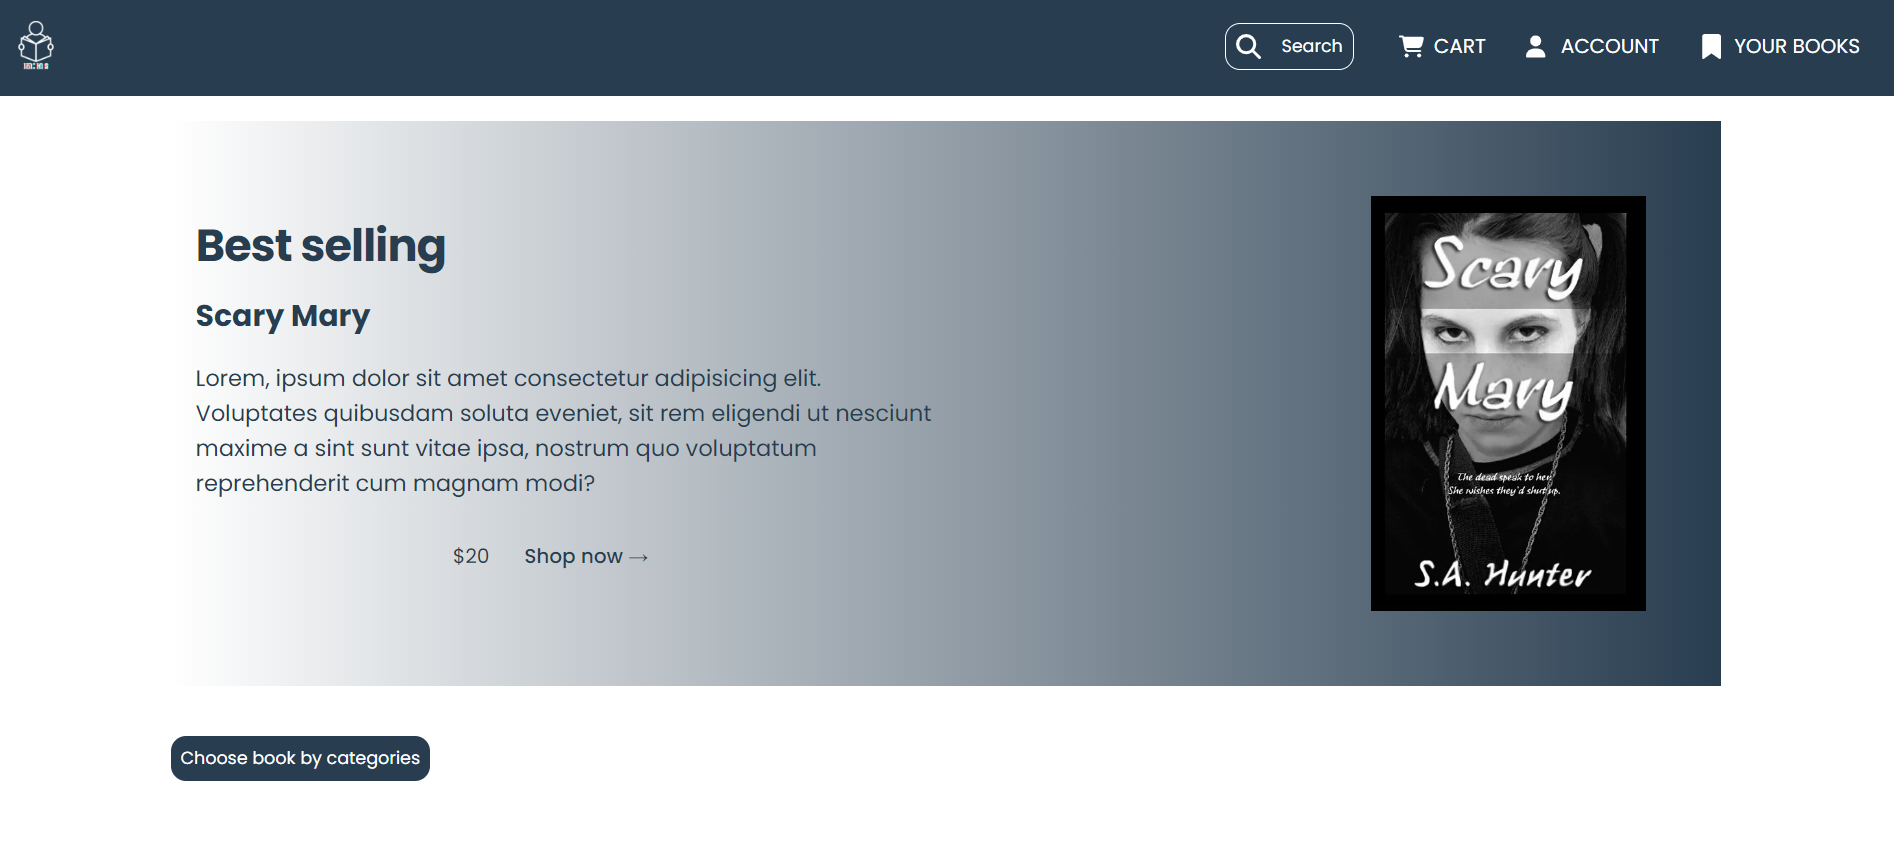 Search
CART
ACCOUNT
YOUR BOOKS
Best selling
Scary Mary
Lorem, ipsum dolor sit amet consectetur adipisicing elit.
Voluptates quibusdam soluta eveniet, sit rem eligendi ut nesciunt
maxime a sint sunt vitae ipsa, nostrum quo voluptatum
reprehenderit cum magnam modi?
$20
Shop now →
Scary
Mary
The dead speak to her.
She wishes they'd shut up.
S.A. Hunter
Choose book by categories